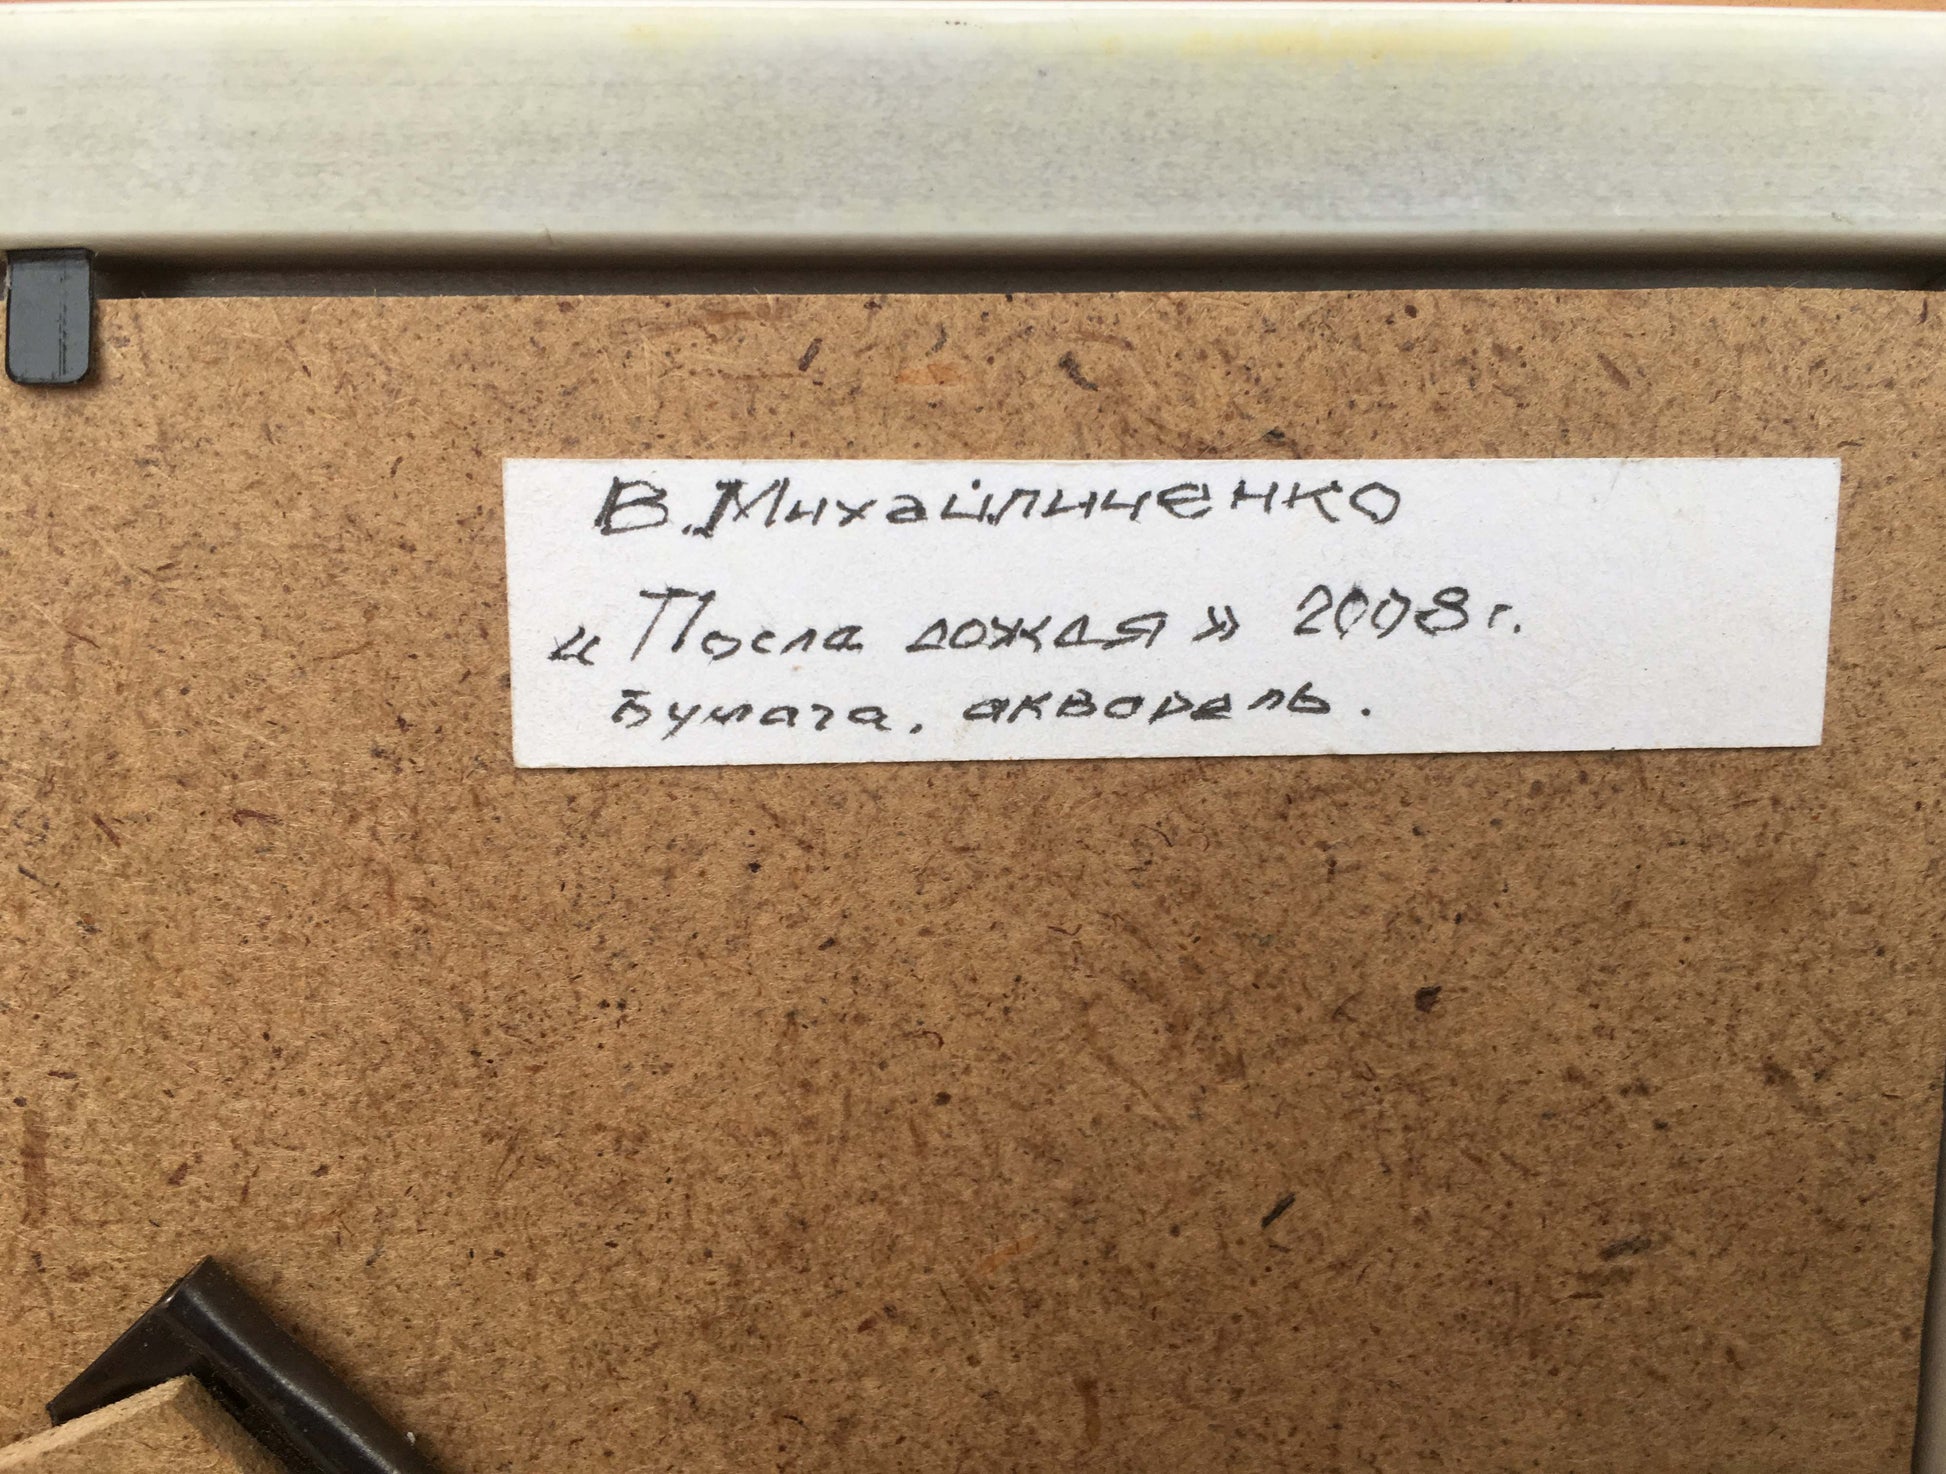 В. Михайличенко
« После дождя » 2008 г.
Бумага. акварель.